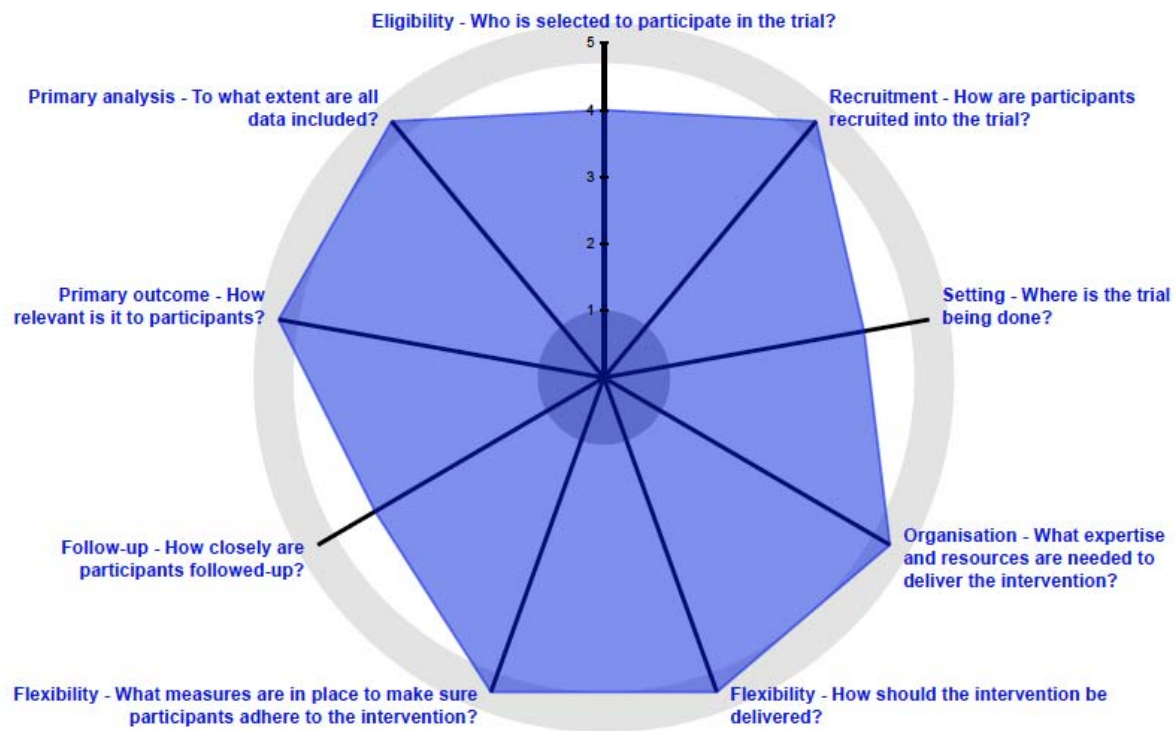 Eligibility - Who is selected to participate in the trial?
5
Primary analysis - To what extent are all
data included?
Recruitment - How are participants
recruited into the trial?
4
3
2
Primary outcome - How
relevant is it to participants?
Setting - Where is the trial
being done?
1
Follow-up - How closely are
participants followed-up?
Organisation - What expertise
and resources are needed to
deliver the intervention?
Flexibility - What measures are in place to make sure
participants adhere to the intervention?
Flexibility - How should the intervention be
delivered?